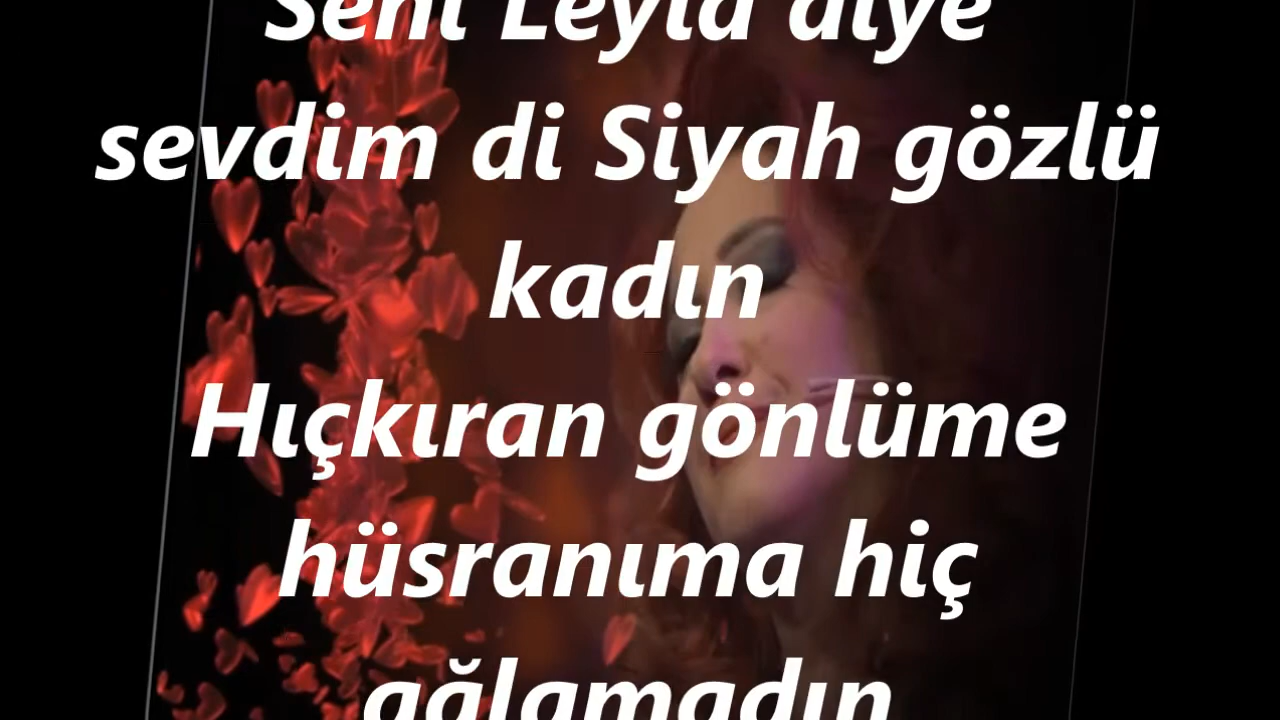 Seni Leyla diye
sevdim di Siyah gözlü
kadın
Hıçkıran gönlüme
hüsranıma hiç
ağlamadın